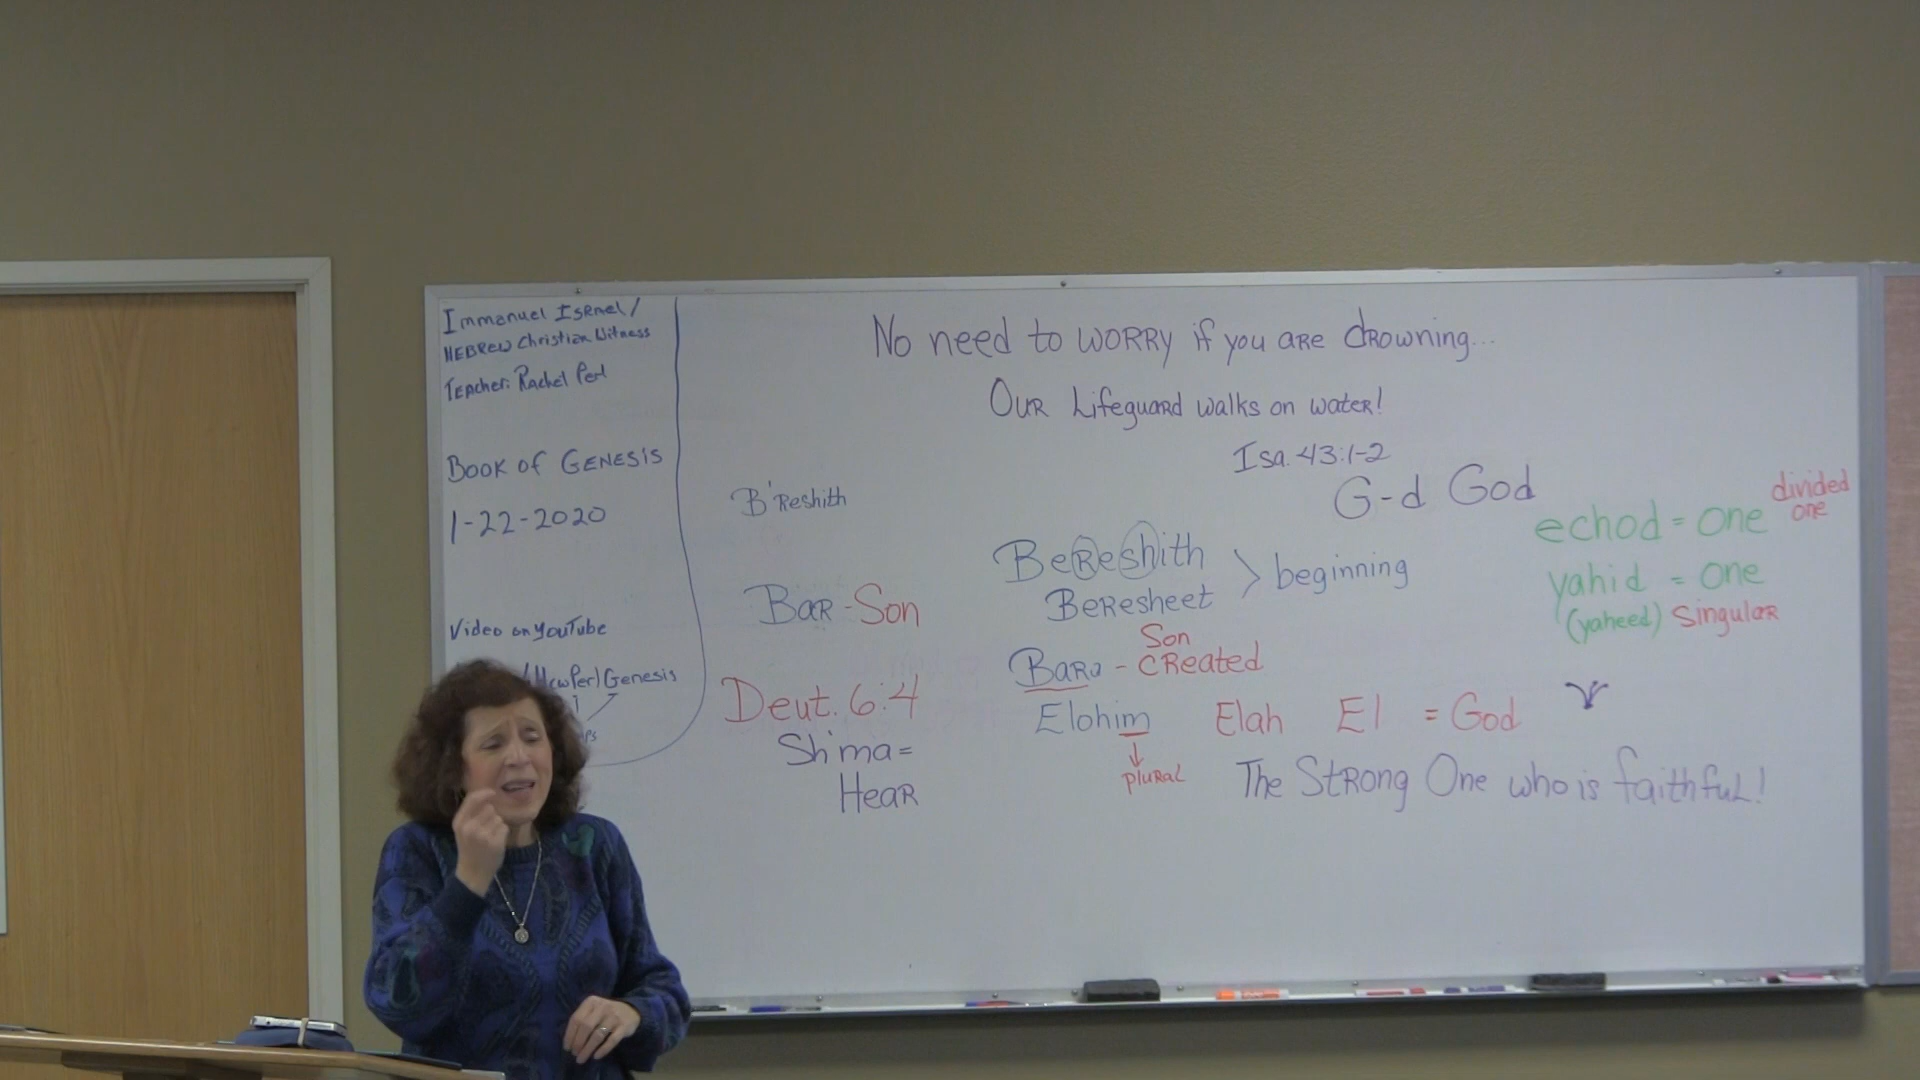 Immanuel Israel/
HEBREW Christian Witness
Teacher: Rachel Perl
Book of GENESIS
1-22-2020
Video on YouTube
Genesis
No need to WORRY if you are drowning...
Our Lifeguard walks on water!
Isa. 43:1-2
G-d God
B'Reshith
BeReshith
BeResheet > beginning
Bar - Son
Son
Bara - created
Deut. 6:4
Sh'ma =
Hear
Elohim Elah El = God
plural
The Strong One who is faithful!
echod = one divided
one
yahid = one
(yaheed) Singular